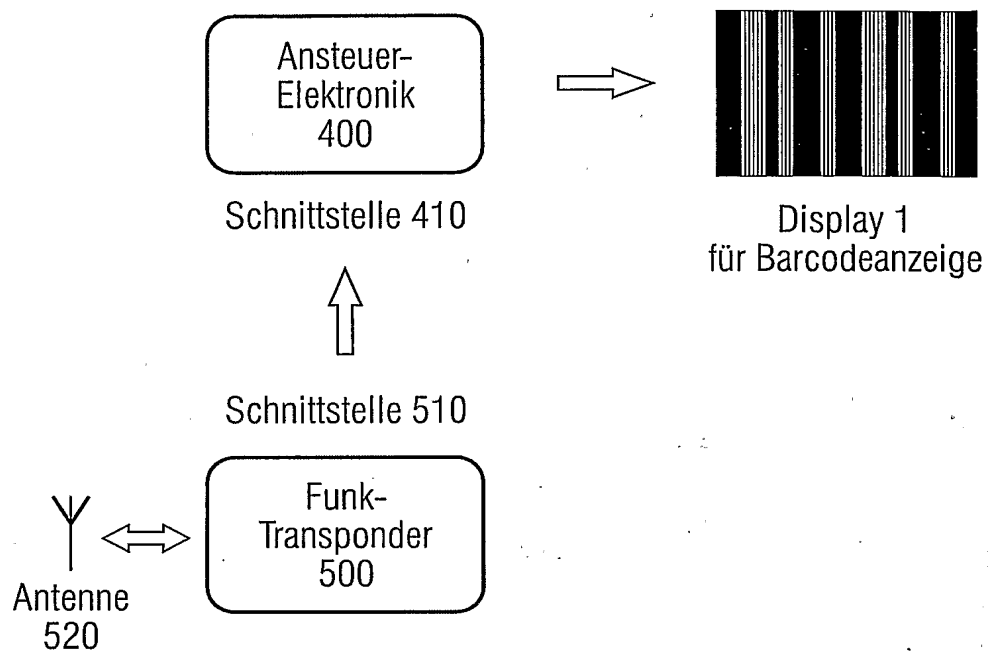 Ansteuer-
Elektronik
400
Schnittstelle 410
Display 1
für Barcodeanzeige
Schnittstelle 510
Funk-
Transponder
500
Antenne
520